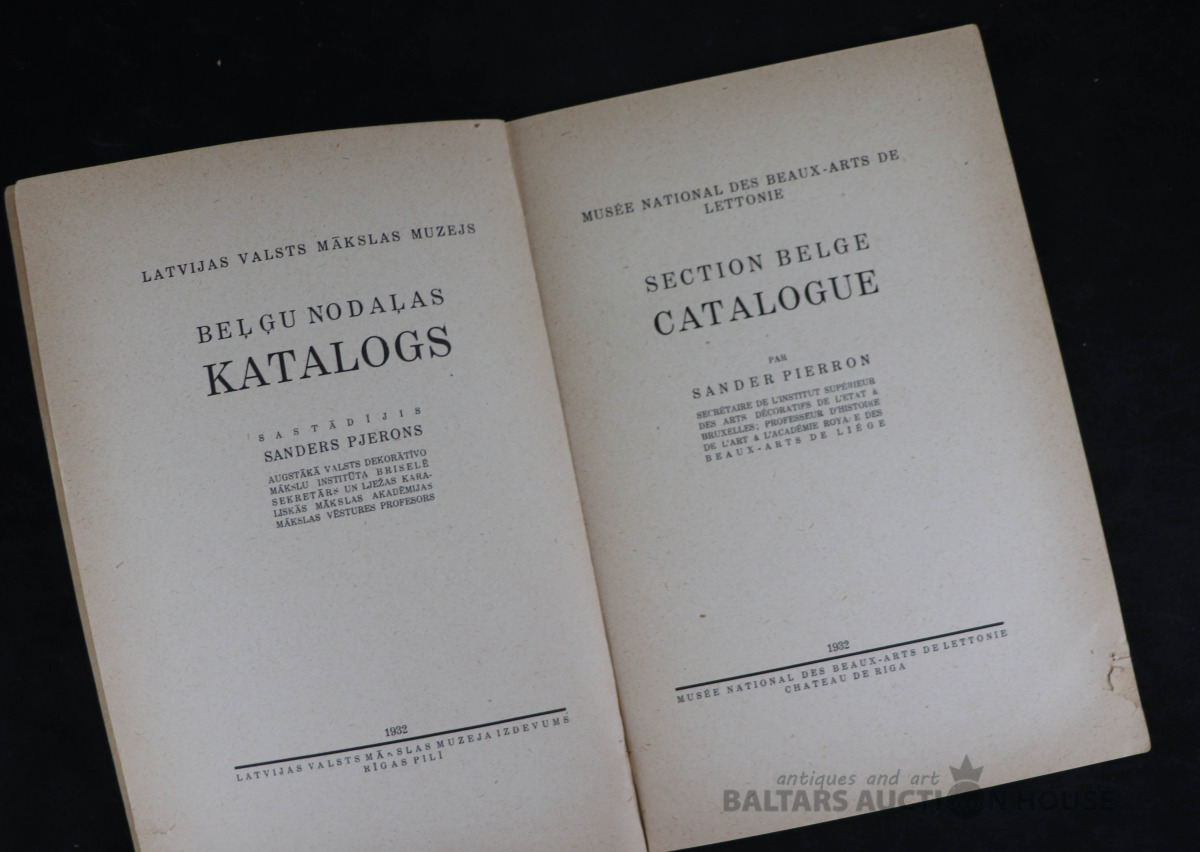 LATVIJAS VALSTS MĀKSLAS MUZEJS
BEĻĢU NODAĻAS
KATALOGS
SASTĀDIJIS
SANDERS PJERONS
AUGSTĀKĀ VALSTS DEKORĀTĪVO
MĀKSLU INSTITŪTA BRISELĒ
SEKRETĀRS UN LJEŽAS KARA-
LISKĀS MĀKSLAS AKADĒMIJAS
MĀKSLAS VĒSTURES PROFESORS
1932
LATVIJAS VALSTS MĀKSLAS MUZEJA IZDEVUMS
RĪGAS PILĪ
MUSÉE NATIONAL DES BEAUX-ARTS DE
LETTONIE
SECTION BELGE
CATALOGUE
PAR
SANDER PIERRON
SECRÉTAIRE DE L'INSTITUT SUPÉRIEUR
DES ARTS DÉCORATIFS DE L'ETAT À
BRUXELLES; PROFESSEUR D'HISTOIRE
DE L'ART À L'ACADÉMIE ROYALE DES
BEAUX-ARTS DE LIÉGE
1932
MUSÉE NATIONAL DES BEAUX-ARTS DE LETTONIE
CHATEAU DE RIGA
antiques and art
BALTARS AUCTION HOUSE